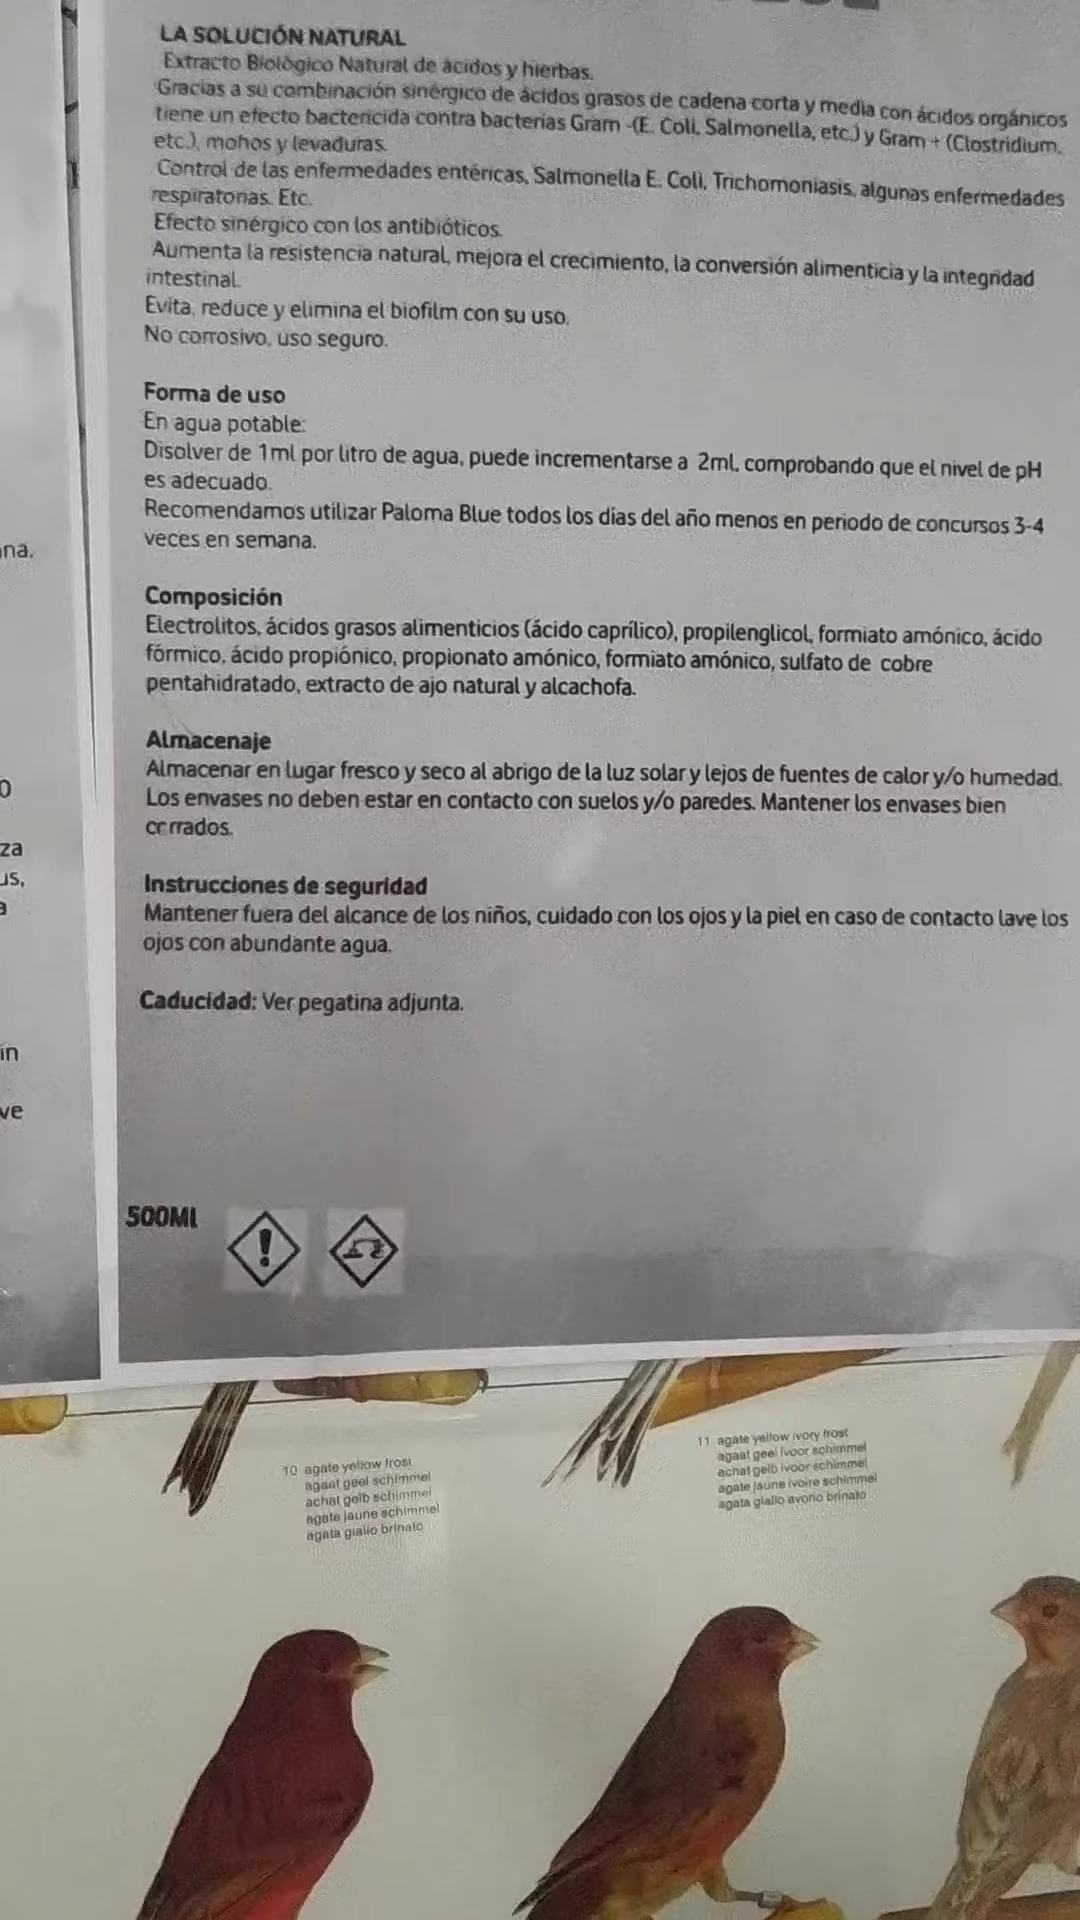 LA SOLUCIÓN NATURAL
Extracto Biológico Natural de ácidos y hierbas.
Gracias a su combinación sinérgico de ácidos grasos de cadena corta y media con ácidos orgánicos
tiene un efecto bactericida contra bacterias Gram -(E. Coli, Salmonella, etc.) y Gram + (Clostridium,
etc.), mohos y levaduras.
Control de las enfermedades entéricas, Salmonella E. Coli, Trichomoniasis, algunas enfermedades
respiratorias. Etc.
Efecto sinérgico con los antibióticos.
Aumenta la resistencia natural, mejora el crecimiento, la conversión alimenticia y la integridad
intestinal.
Evita, reduce y elimina el biofilm con su uso.
No corrosivo, uso seguro.
Forma de uso
En agua potable:
Disolver de 1ml por litro de agua, puede incrementarse a 2ml, comprobando que el nivel de pH
es adecuado.
Recomendamos utilizar Paloma Blue todos los dias del año menos en periodo de concursos 3-4
veces en semana.
Composición
Electrolitos, ácidos grasos alimenticios (ácido caprílico), propilenglicol, formiato amónico, ácido
fórmico, ácido propiónico, propionato amónico, formiato amónico, sulfato de cobre
pentahidratado, extracto de ajo natural y alcachofa.
Almacenaje
Almacenar en lugar fresco y seco al abrigo de la luz solar y lejos de fuentes de calor y/o humedad.
Los envases no deben estar en contacto con suelos y/o paredes. Mantener los envases bien
cerrados.
Instrucciones de seguridad
Mantener fuera del alcance de los niños, cuidado con los ojos y la piel en caso de contacto lave los
ojos con abundante agua.
Caducidad: Ver pegatina adjunta.
500Ml
10 agate yellow frost
agaat geel schimmel
achat gelb schimmel
agate jaune schimmel
agata giallo brinato
11 agate yellow ivory frost
agaat geel ivoor schimmel
achat gelb ivoor schimmel
agate jaune ivoire schimmel
agata giallo avorio brinato